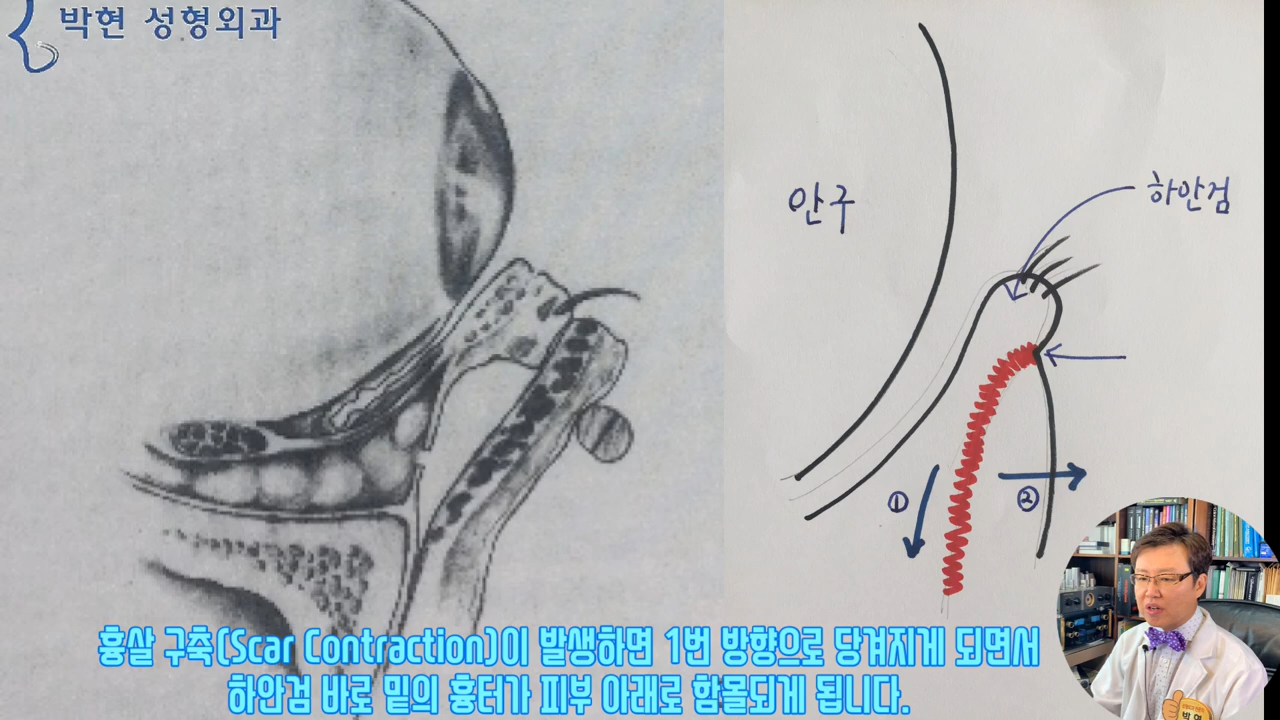 박현 성형외과
안구
하안검
①
②
흉살 구축(Scar Contraction)이 발생하면 1번 방향으로 당겨지게 되면서
하안검 바로 밑의 흉터가 피부 아래로 함몰되게 됩니다.